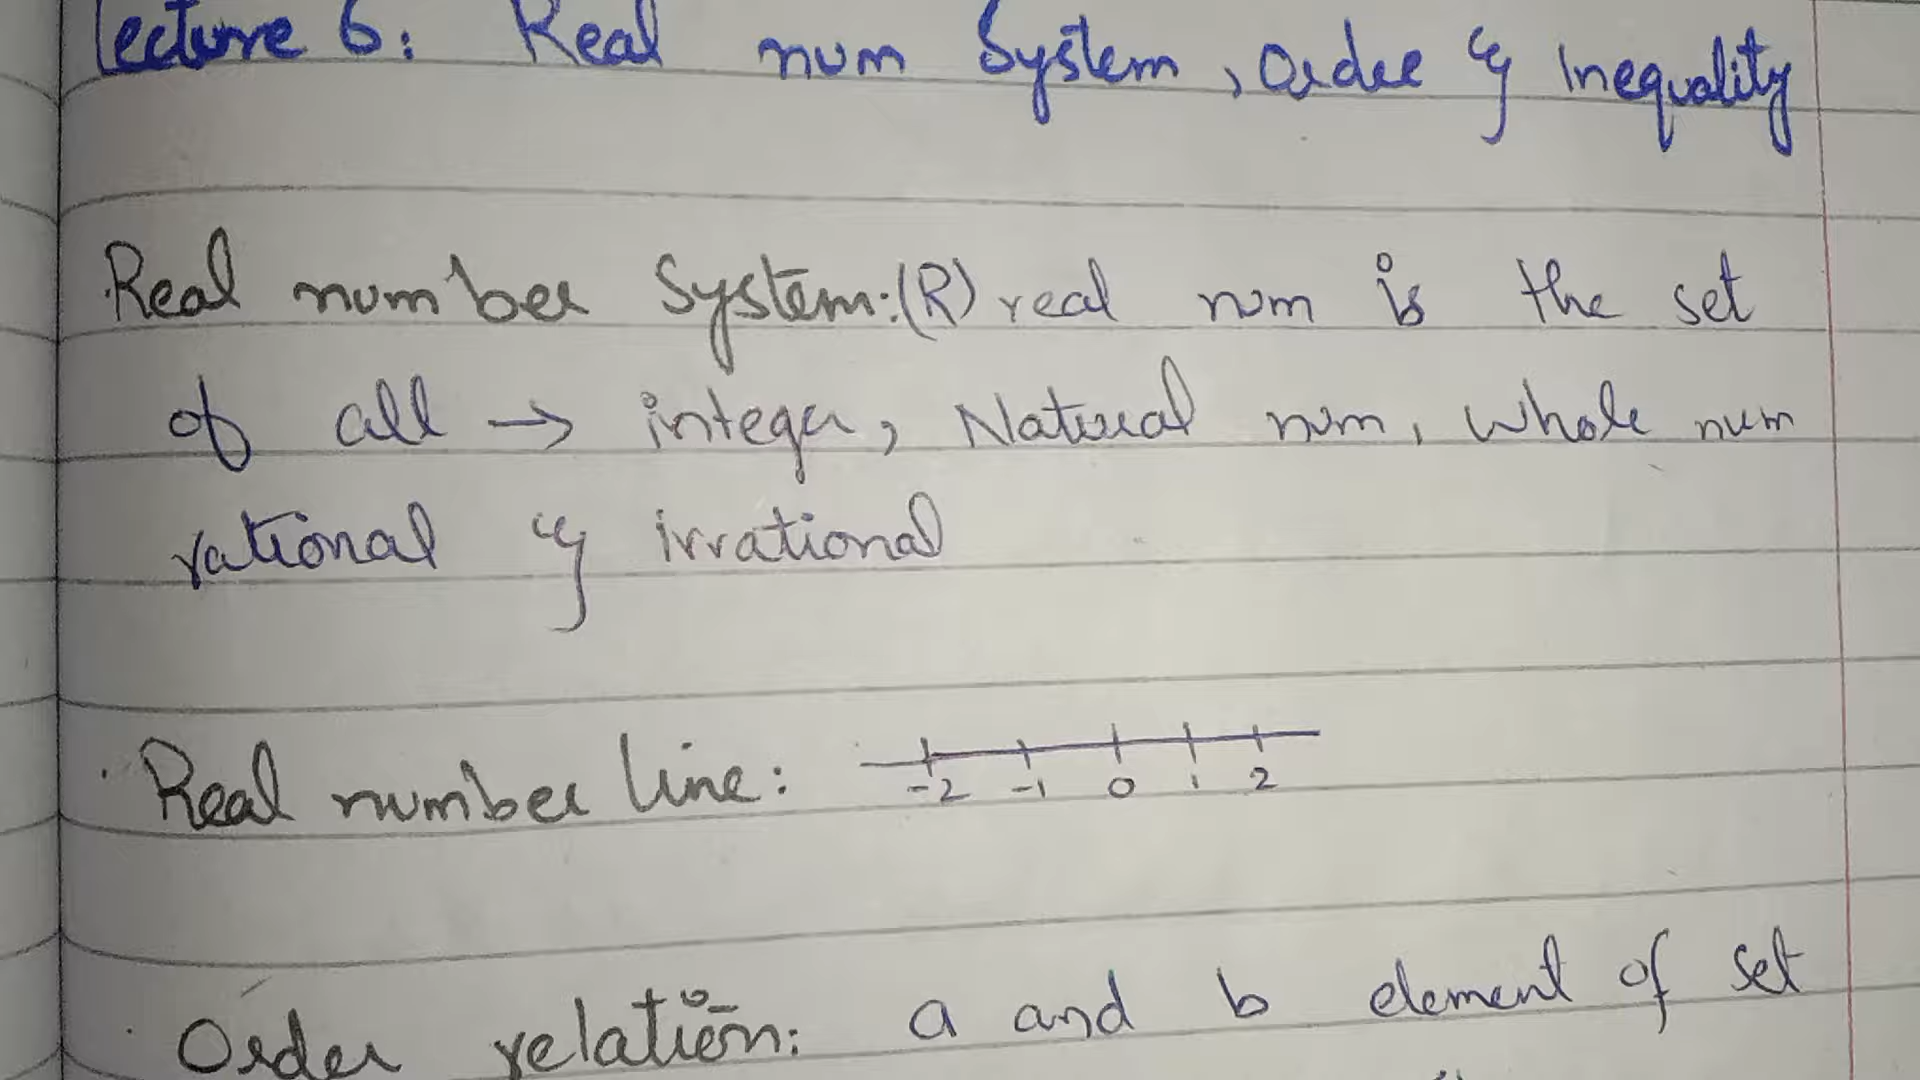 Lecture 6: Real num System, Order & Inequality
Real number System:(R) real num is the set
of all → integer, Natural num, Whole num
rational & irrational
Real number line:
-2 -1 0 1 2
Order relation: a and b element of set